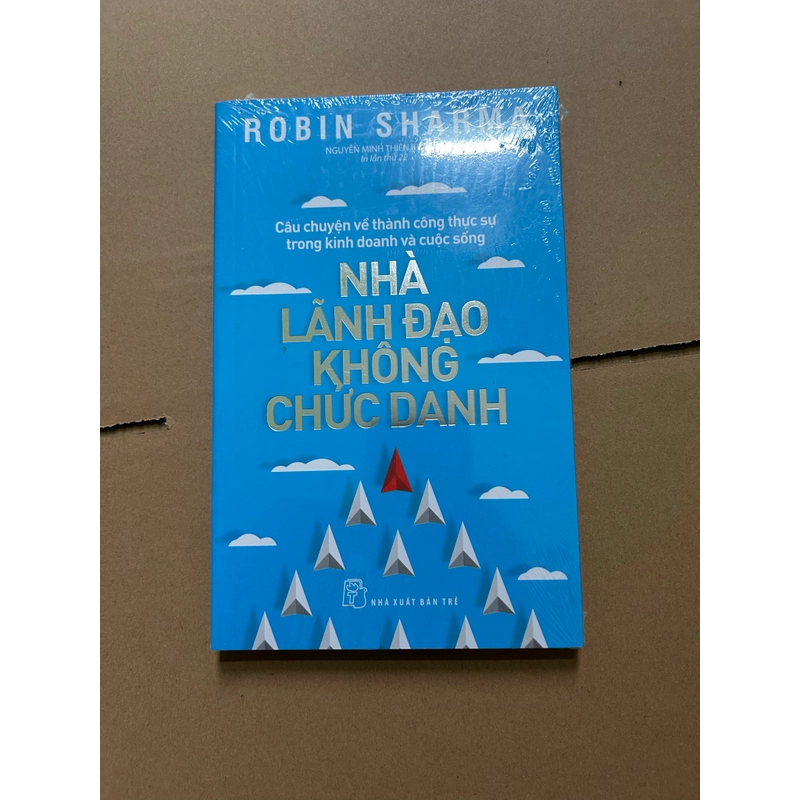 ROBIN SHARMA
NGUYỄN MINH THIÊN
In lần thứ 22
Câu chuyện về thành công thực sự
trong kinh doanh và cuộc sống
NHÀ
LÃNH ĐẠO
KHÔNG
CHỨC DANH
NHÀ XUẤT BẢN TRẺ